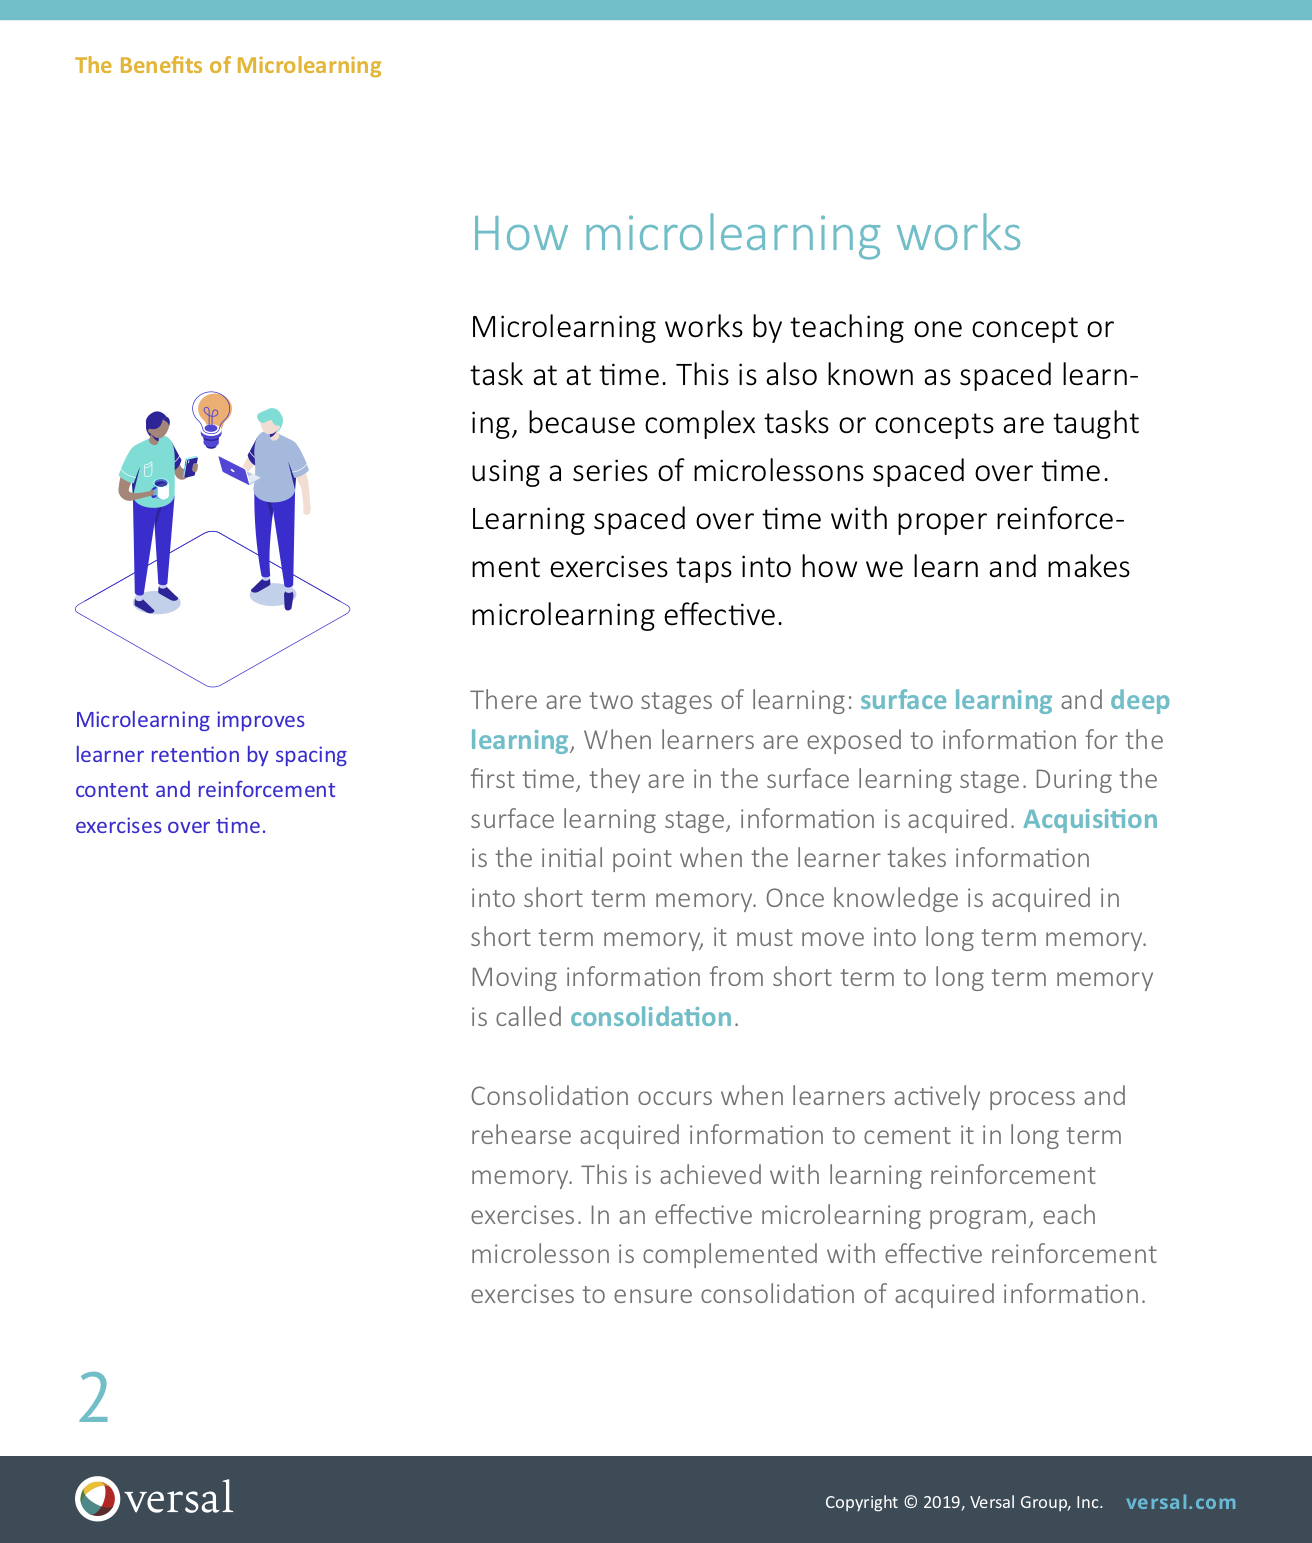 The Benefits of Microlearning
How microlearning works
Microlearning works by teaching one concept or
task at at time. This is also known as spaced learn-
ing, because complex tasks or concepts are taught
using a series of microlessons spaced over time.
Learning spaced over time with proper reinforce-
ment exercises taps into how we learn and makes
microlearning effective.
Microlearning improves
learner retention by spacing
content and reinforcement
exercises over time.
There are two stages of learning: surface learning and deep
learning, When learners are exposed to information for the
first time, they are in the surface learning stage. During the
surface learning stage, information is acquired. Acquisition
is the initial point when the learner takes information
into short term memory. Once knowledge is acquired in
short term memory, it must move into long term memory.
Moving information from short term to long term memory
is called consolidation.
Consolidation occurs when learners actively process and
rehearse acquired information to cement it in long term
memory. This is achieved with learning reinforcement
exercises. In an effective microlearning program, each
microlesson is complemented with effective reinforcement
exercises to ensure consolidation of acquired information.
2
versal
Copyright © 2019, Versal Group, Inc. versal.com